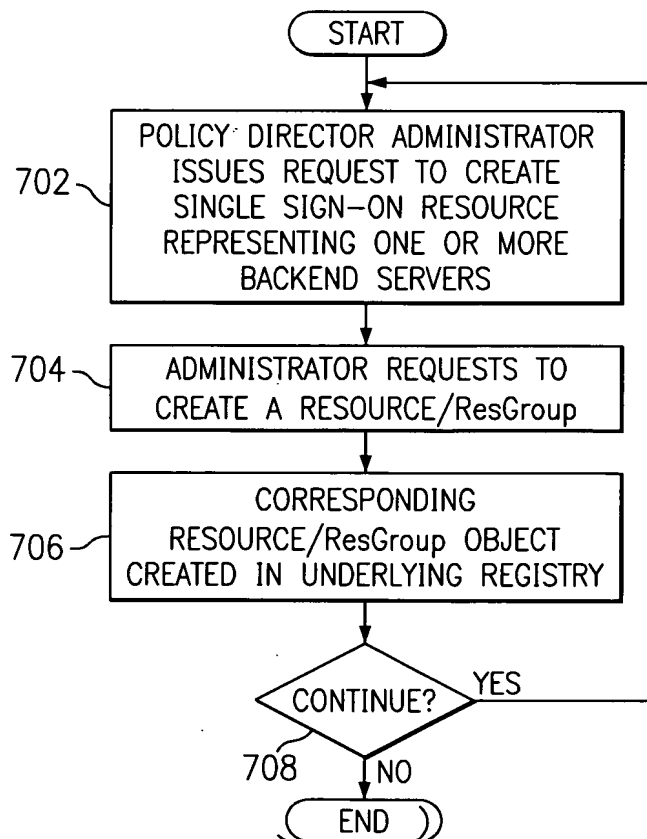 START
702
POLICY DIRECTOR ADMINISTRATOR
ISSUES REQUEST TO CREATE
SINGLE SIGN-ON RESOURCE
REPRESENTING ONE OR MORE
BACKEND SERVERS
704
ADMINISTRATOR REQUESTS TO
CREATE A RESOURCE/ResGroup
706
CORRESPONDING
RESOURCE/ResGroup OBJECT
CREATED IN UNDERLYING REGISTRY
CONTINUE?
YES
708
NO
END